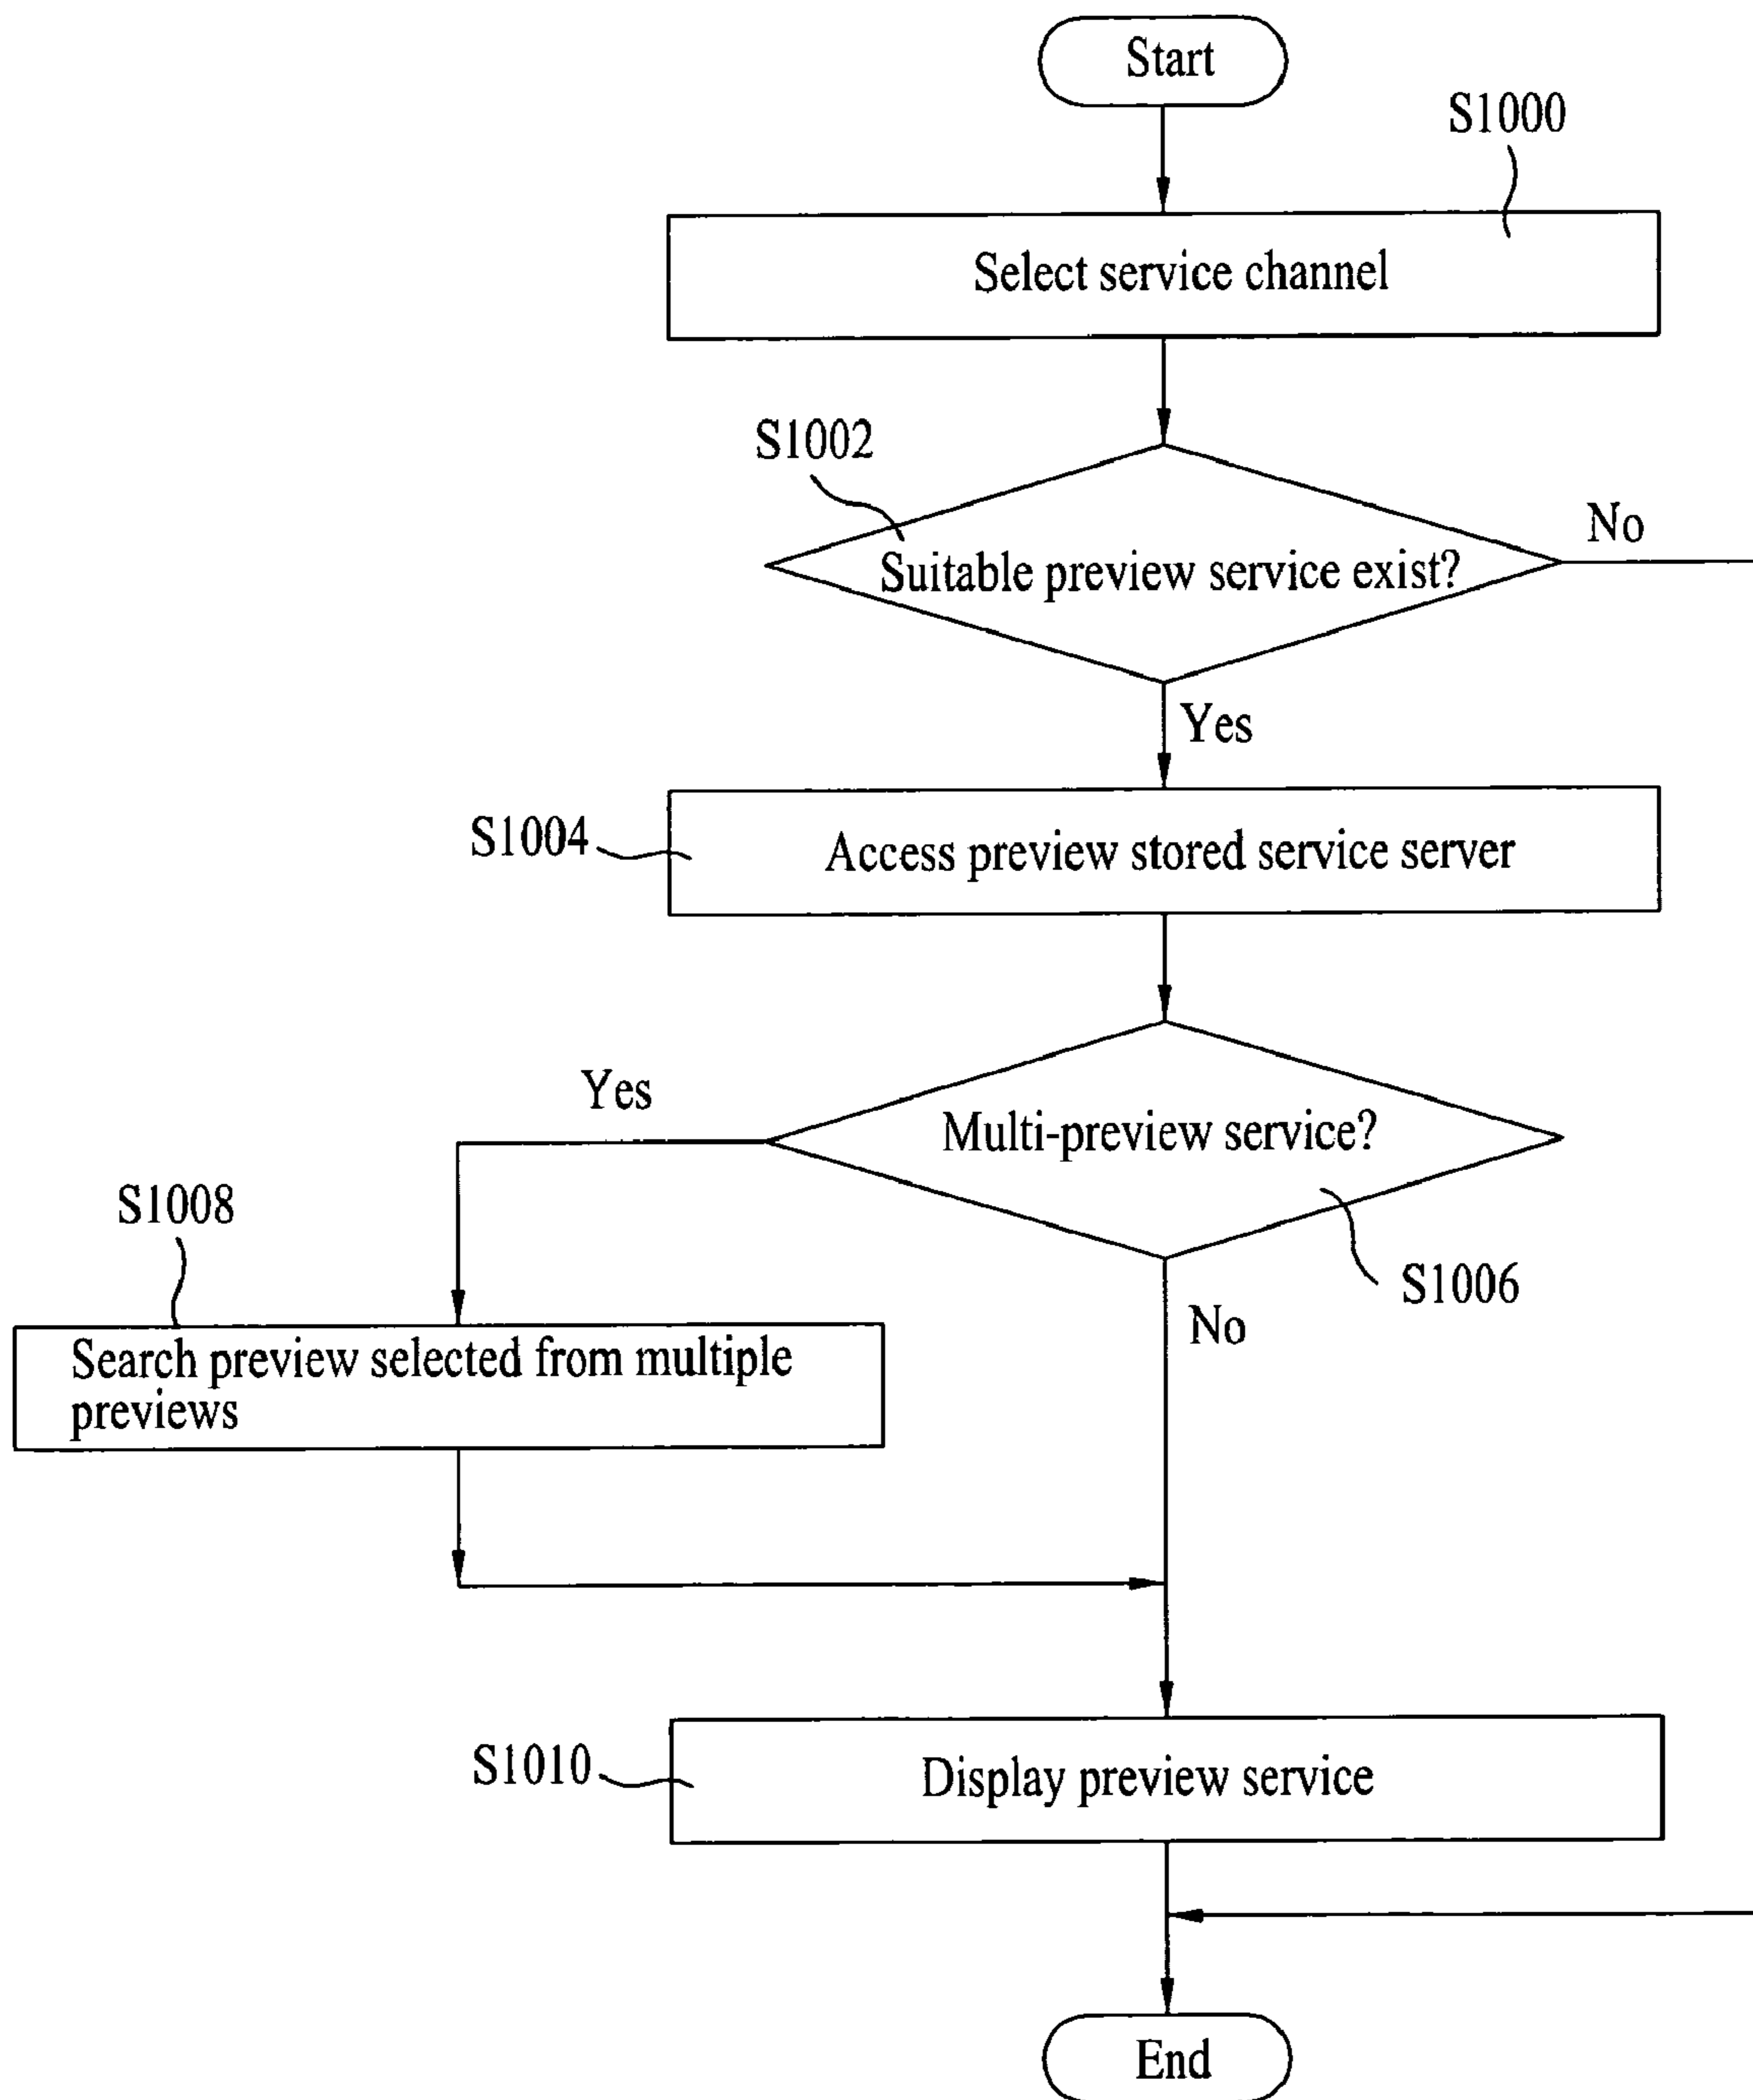 Start
S1000
Select service channel
S1002
No
Suitable preview service exist?
Yes
S1004
Access preview stored service server
Yes
Multi-preview service?
S1008
S1006
No
Search preview selected from multiple
previews
S1010
Display preview service
End